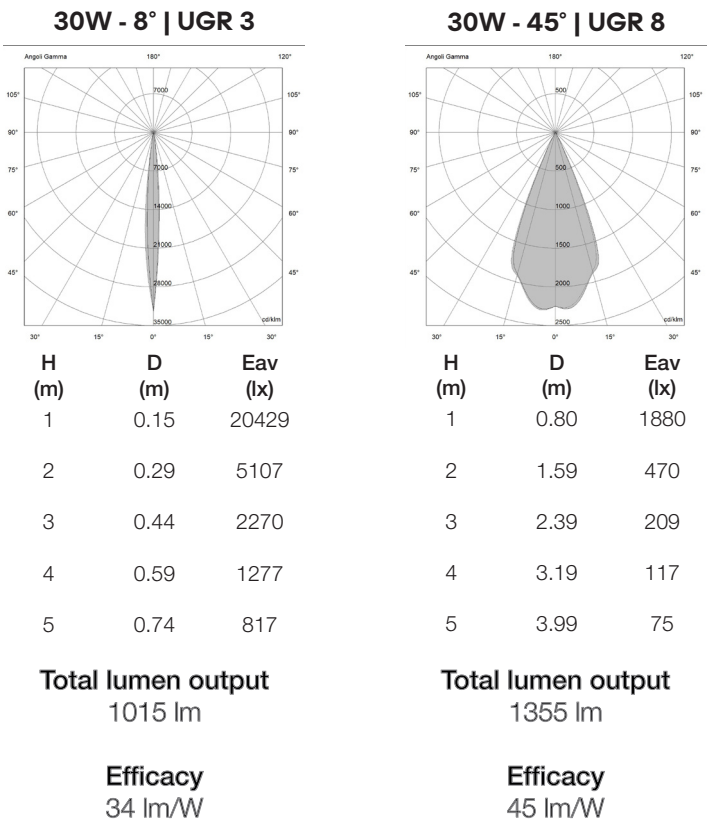 30W - 8° | UGR 3
Angoli Gamma 180° 120°
7000
105° 105°
90° 90°
7000
75° 75°
14000
60° 60°
21000
45° 45°
28000
35000 cd/klm
30° 15° 0° 15° 30°
H D Eav
(m) (m) (lx)
1 0.15 20429
2 0.29 5107
3 0.44 2270
4 0.59 1277
5 0.74 817
Total lumen output
1015 lm
Efficacy
34 lm/W
30W - 45° | UGR 8
Angoli Gamma 180° 120°
500
105° 105°
90° 90°
500
75° 75°
1000
60° 60°
1500
45° 45°
2000
2500 cd/klm
30° 15° 0° 15° 30°
H D Eav
(m) (m) (lx)
1 0.80 1880
2 1.59 470
3 2.39 209
4 3.19 117
5 3.99 75
Total lumen output
1355 lm
Efficacy
45 lm/W